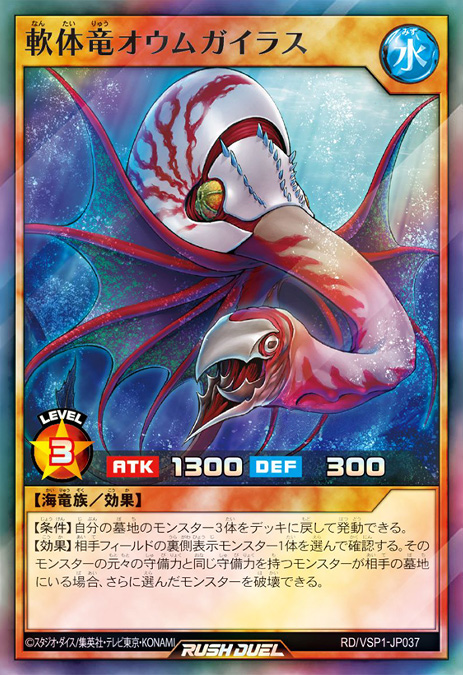 軟体竜オウムガイラス
水
LEVEL
3
ATK 1300 DEF 300
【海竜族／効果】
【条件】自分の墓地のモンスター3体をデッキに戻して発動できる。
【効果】相手フィールドの裏側表示モンスター1体を選んで確認する。その
モンスターの元々の守備力と同じ守備力を持つモンスターが相手の墓地
にいる場合、さらに選んだモンスターを破壊できる。
©スタジオ・ダイス/集英社・テレビ東京・KONAMI
RUSH DUEL
RD/VSP1-JP037